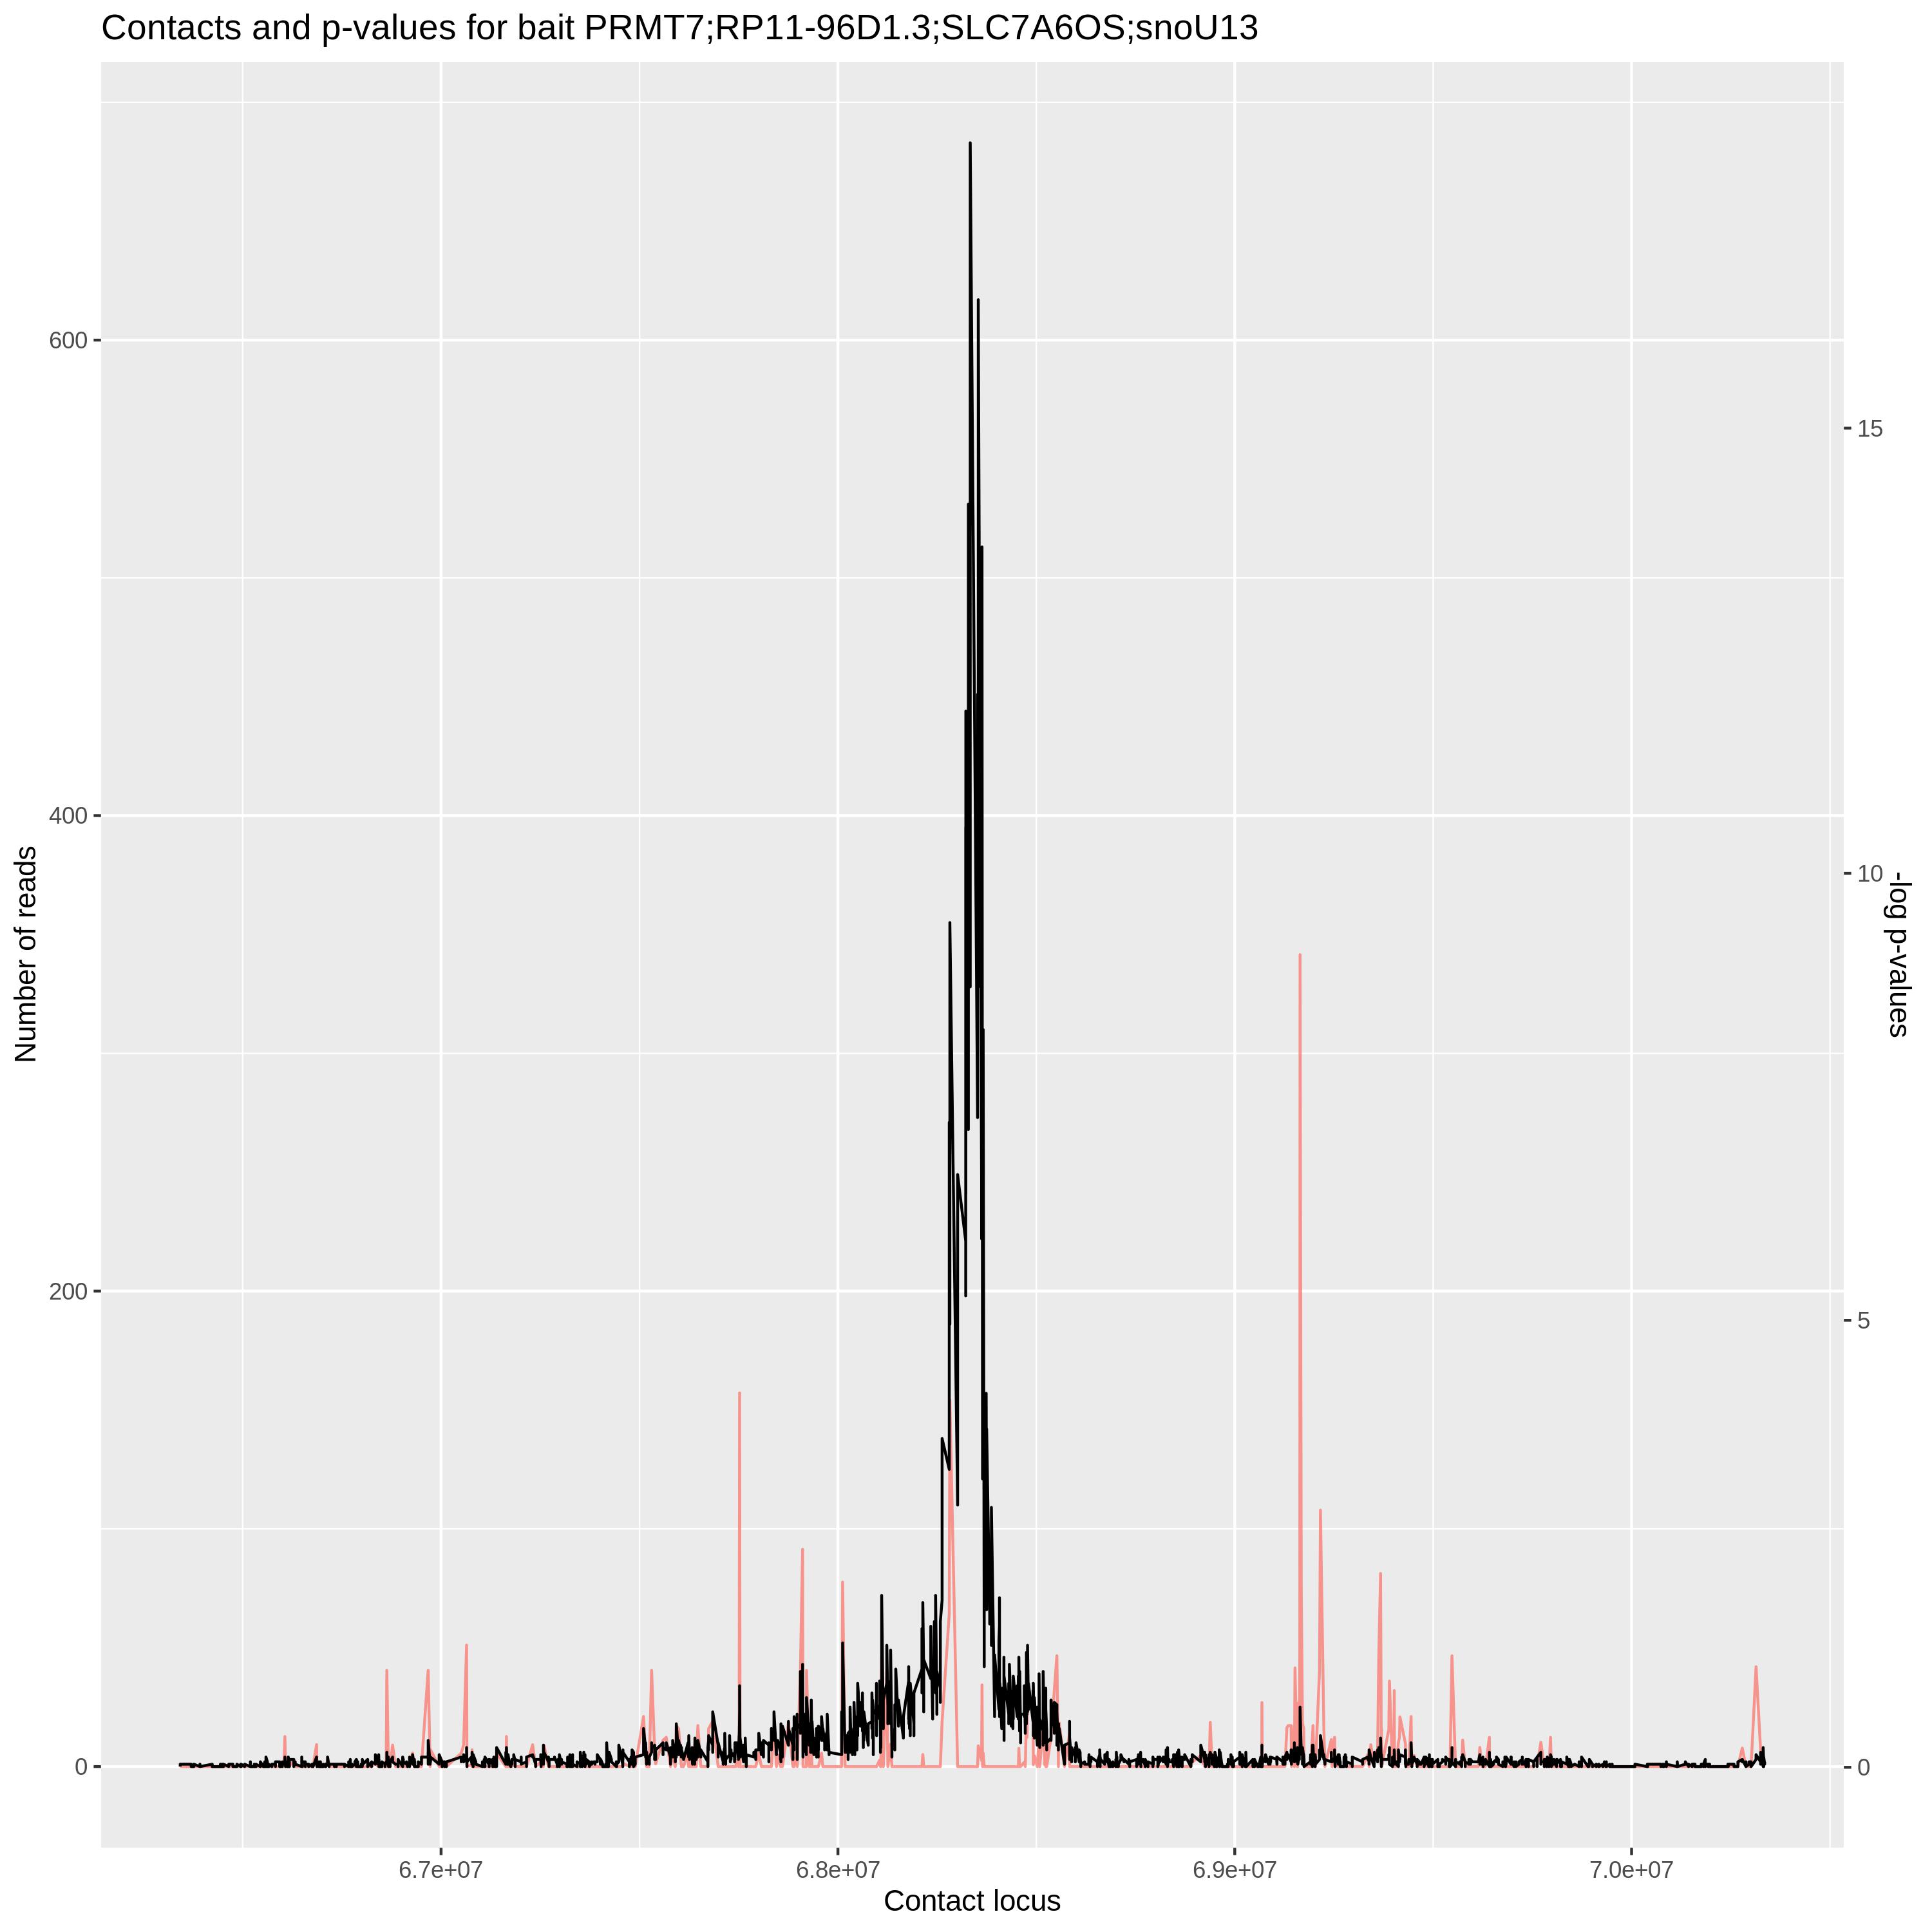 Contacts and p-values for bait PRMT7;RP11-96D1.3;SLC7A6OS;snoU13
600
400
200
0
Number of reads
15
10
5
0
-log p-values
6.7e+07
6.8e+07
6.9e+07
7.0e+07
Contact locus